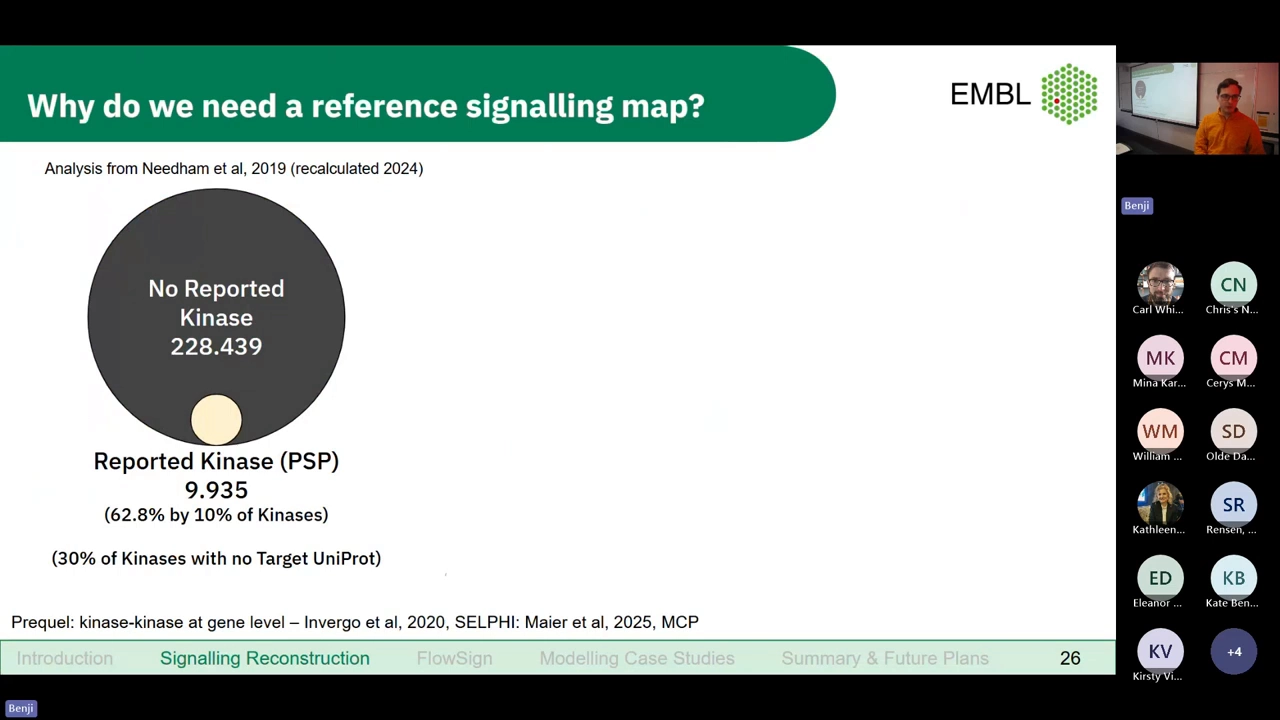 Why do we need a reference signalling map?
EMBL
Analysis from Needham et al, 2019 (recalculated 2024)
No Reported
Kinase
228.439
Reported Kinase (PSP)
9.935
(62.8% by 10% of Kinases)
(30% of Kinases with no Target UniProt)
Prequel: kinase-kinase at gene level – Invergo et al, 2020, SELPHI: Maier et al, 2025, MCP
Introduction
Signalling Reconstruction
FlowSign
Modelling Case Studies
Summary & Future Plans
26
Benji
Carl Whi...
CN
Chris's N...
MK
Mina Kar...
CM
Cerys M...
WM
William ...
SD
Olde Da...
Kathleen...
SR
Rensen, ...
ED
Eleanor ...
KB
Kate Ben...
KV
Kirsty Vi...
+4
Benji